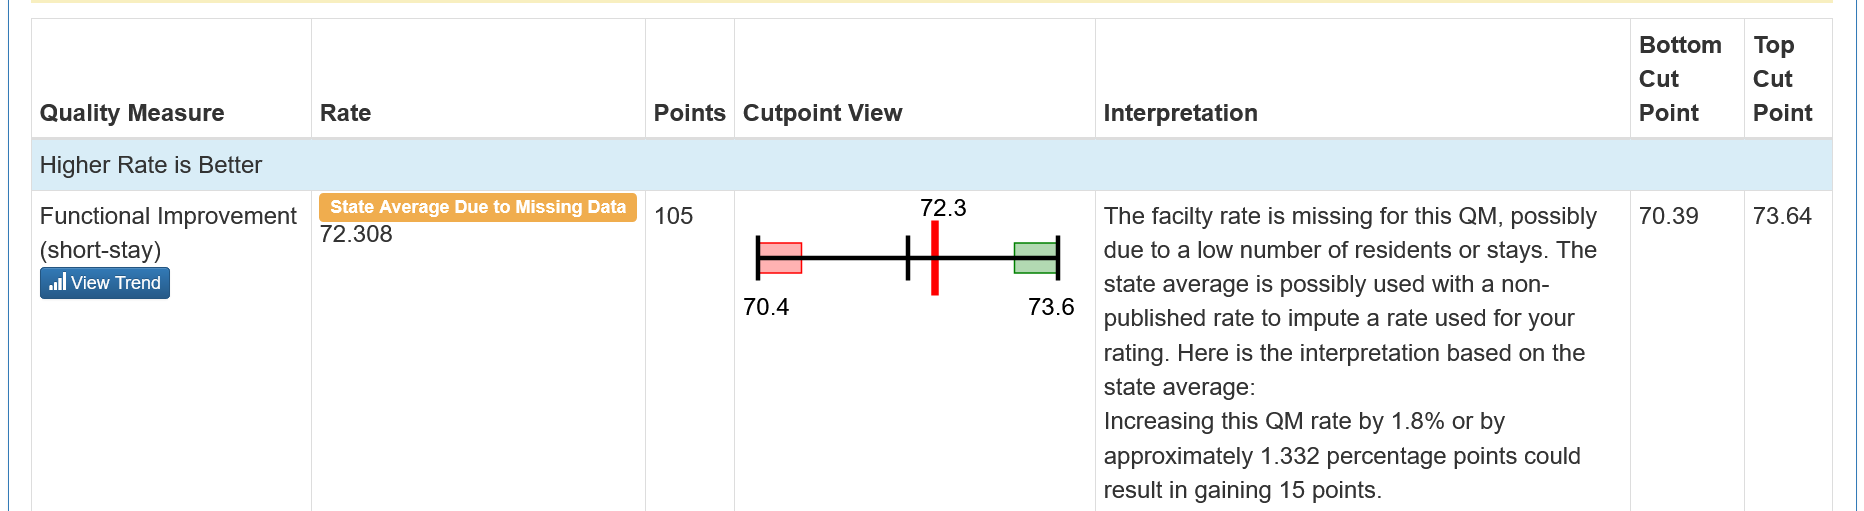 Quality Measure
Rate
Points
Cutpoint View
Interpretation
Bottom
Cut
Point
Top
Cut
Point
Higher Rate is Better
Functional Improvement
(short-stay)
View Trend
State Average Due to Missing Data
72.308
105
72.3
70.4
73.6
The facilty rate is missing for this QM, possibly
due to a low number of residents or stays. The
state average is possibly used with a non-
published rate to impute a rate used for your
rating. Here is the interpretation based on the
state average:
Increasing this QM rate by 1.8% or by
approximately 1.332 percentage points could
result in gaining 15 points.
70.39
73.64